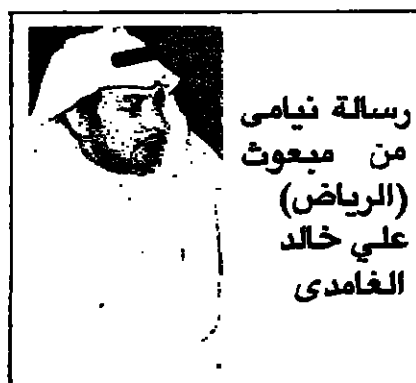 رسالة نيامى
من مبعوث
(الرياض)
علي خالد
الغامدى